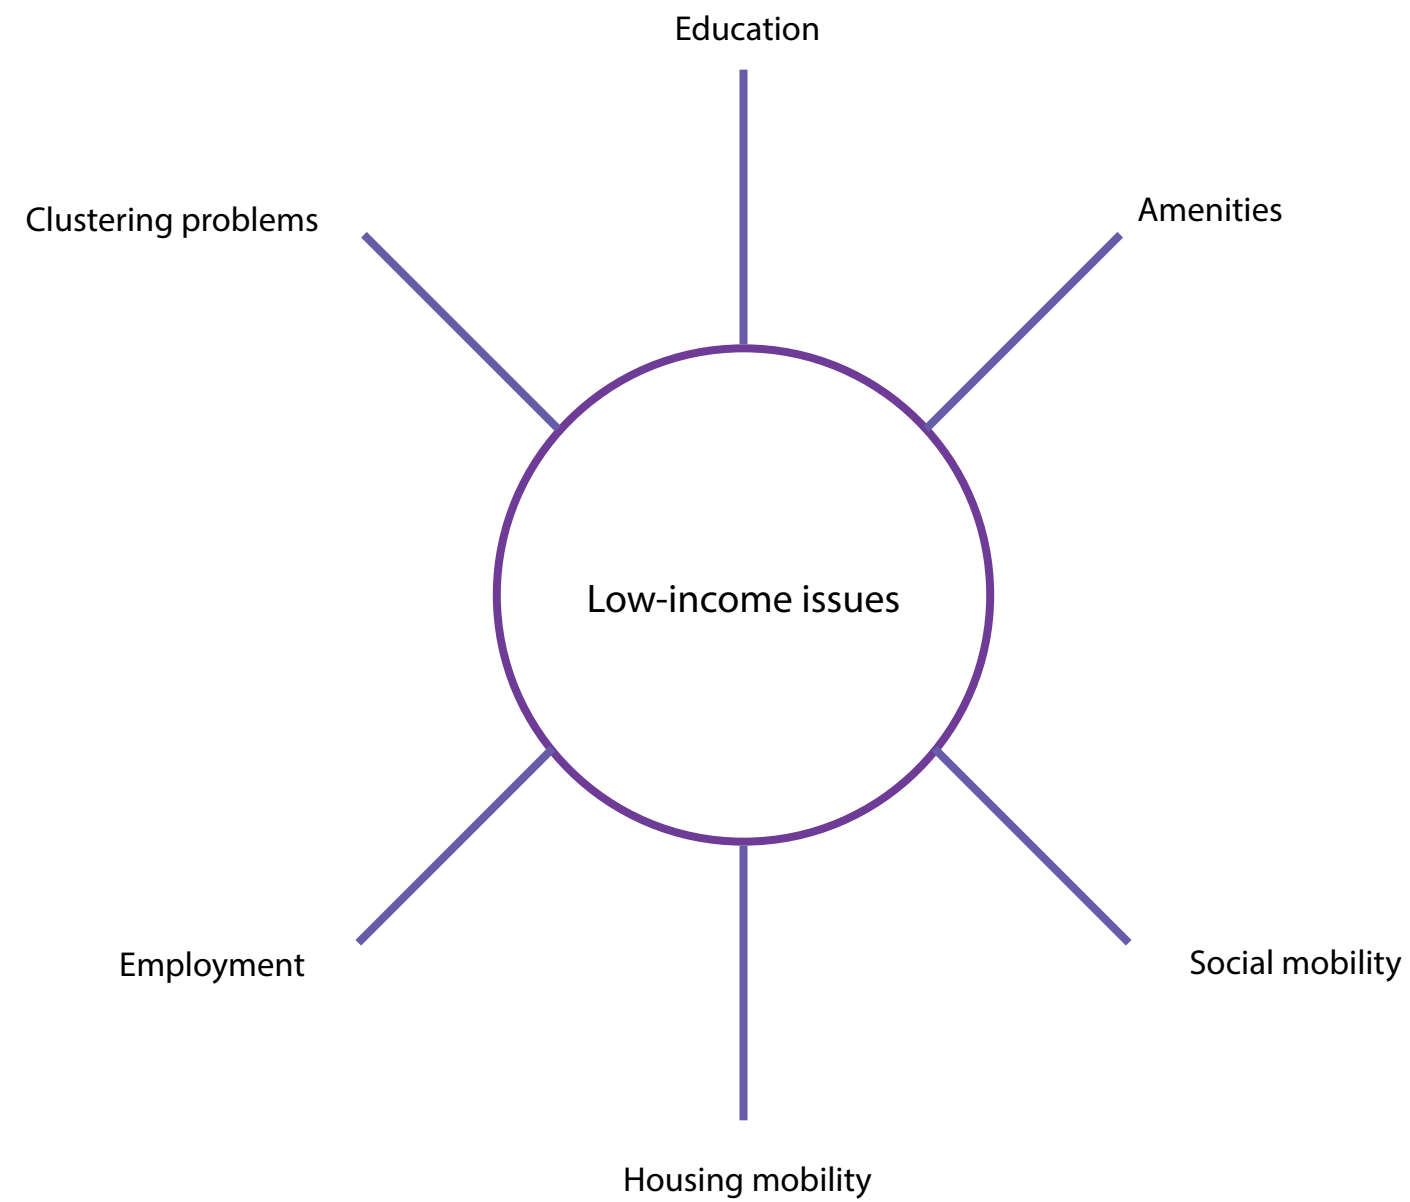 Education
Amenities
Clustering problems
Low-income issues
Employment
Social mobility
Housing mobility